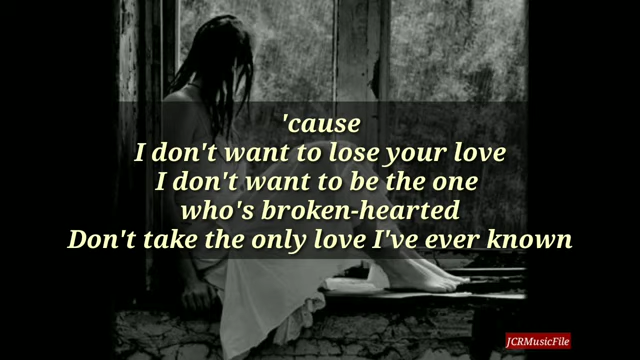 'cause
I don't want to lose your love
I don't want to be the one
who's broken-hearted
Don't take the only love I've ever known
JCRMusicFile